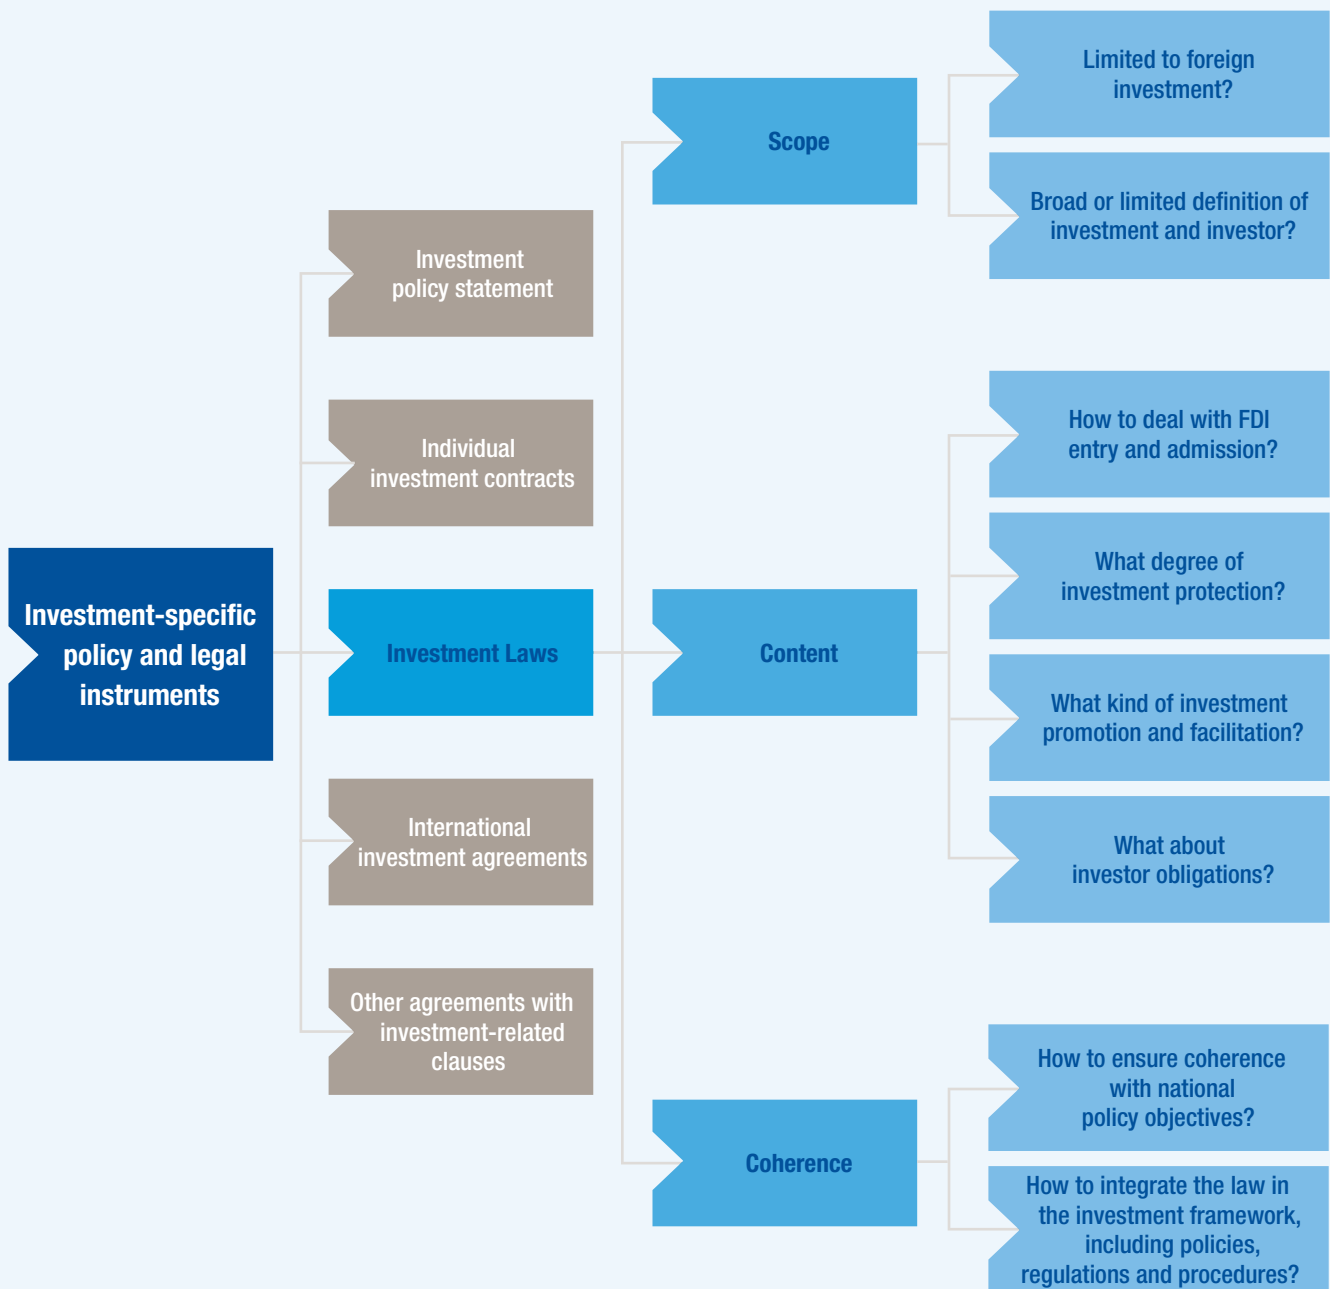 Investment-specific
policy and legal
instruments
Investment
policy statement
Individual
investment contracts
Investment Laws
International
investment agreements
Other agreements with
investment-related
clauses
Scope
Content
Coherence
Limited to foreign
investment?
Broad or limited definition of
investment and investor?
How to deal with FDI
entry and admission?
What degree of
investment protection?
What kind of investment
promotion and facilitation?
What about
investor obligations?
How to ensure coherence
with national
policy objectives?
How to integrate the law in
the investment framework,
including policies,
regulations and procedures?